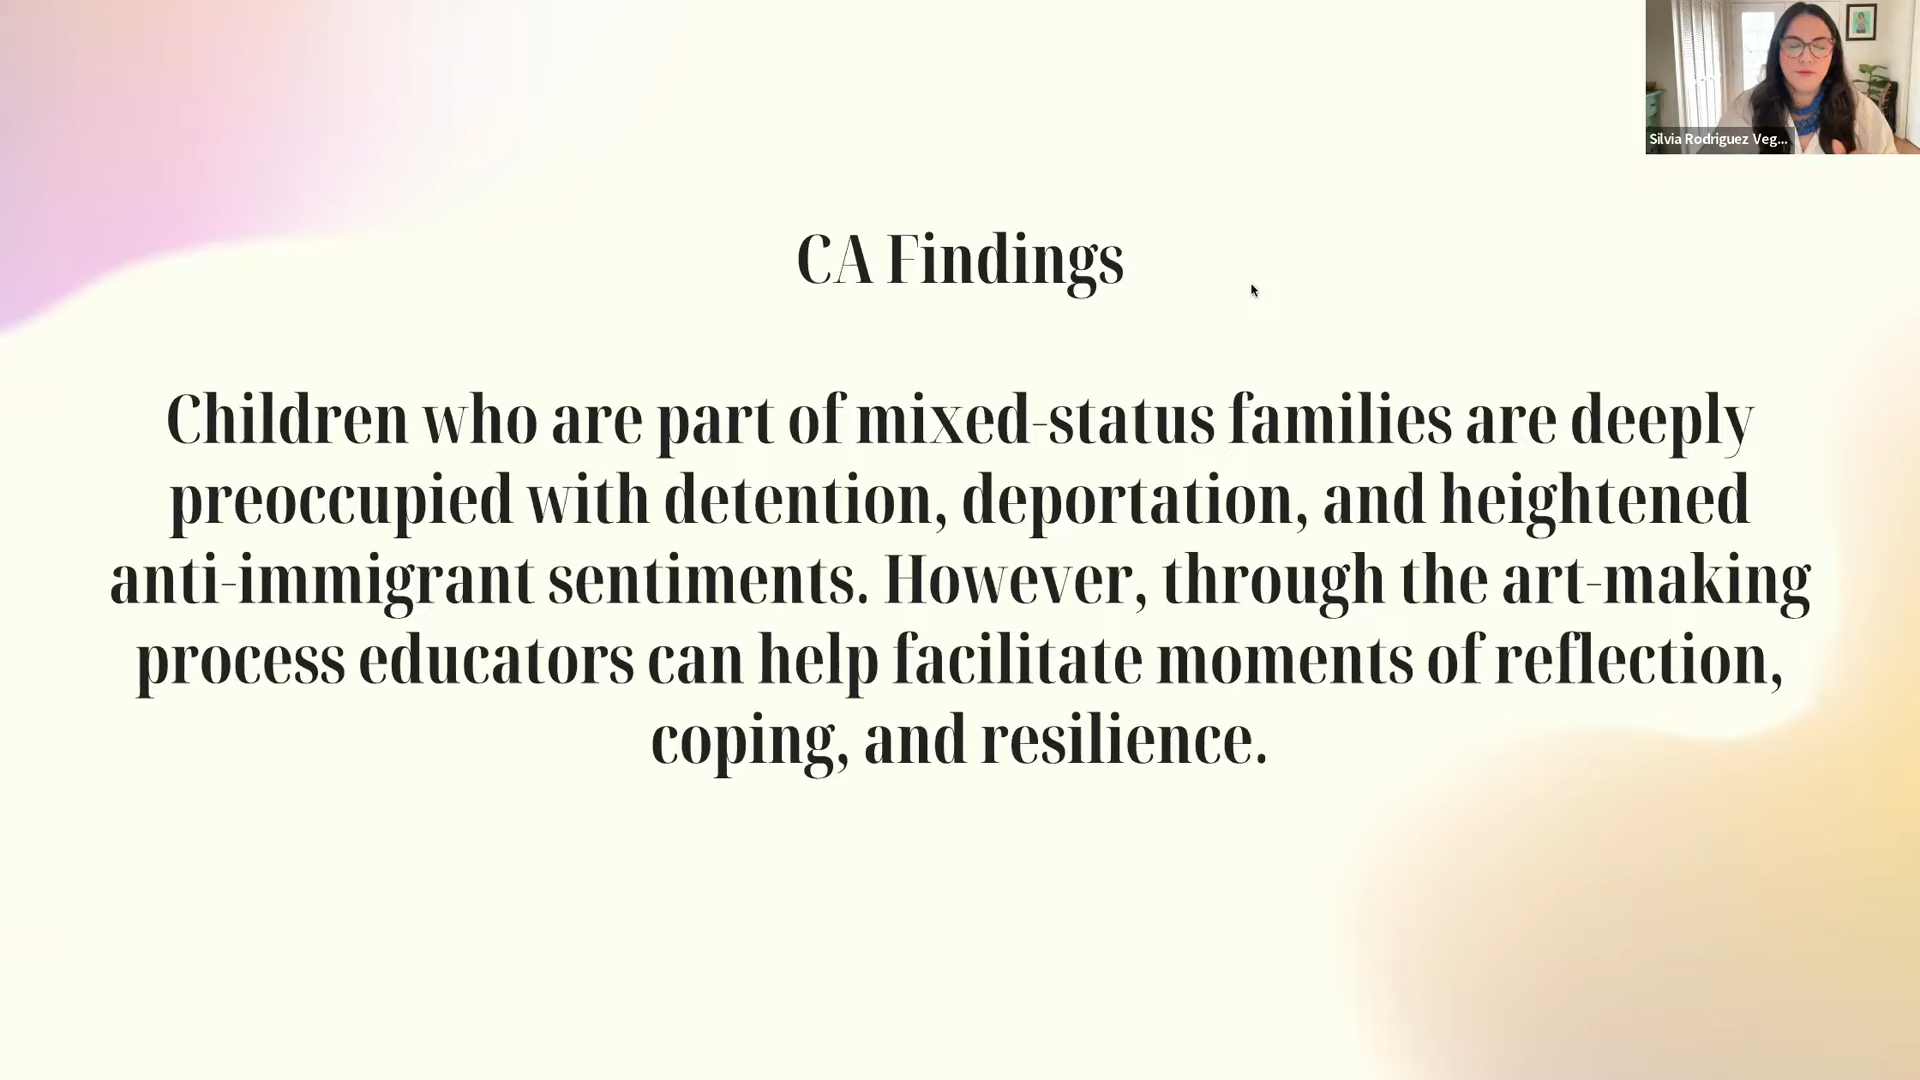 Silvia Rodriguez Veg...
CA Findings
Children who are part of mixed-status families are deeply
preoccupied with detention, deportation, and heightened
anti-immigrant sentiments. However, through the art-making
process educators can help facilitate moments of reflection,
coping, and resilience.